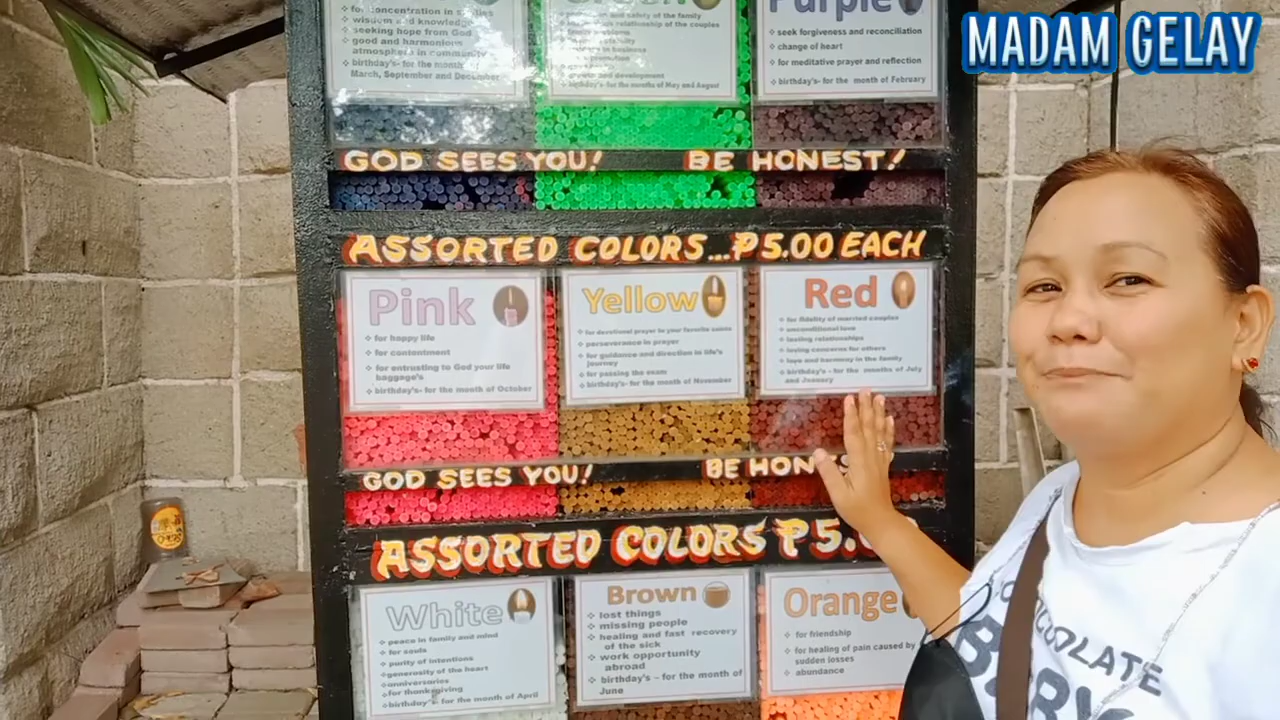 MADAM GELAY
for concentration in studies
wisdom and knowledge
seeking hope from God
good and harmonious
atmosphere in community
birthday's- for the month
March, September and December
Green
and safety of the family
relationship of the couples
in business
growth and development
birthday's- for the months of May and August
Purple
seek forgiveness and reconciliation
change of heart
for meditative prayer and reflection
birthday's- for the month of February
GOD SEES YOU! BE HONEST!
ASSORTED COLORS...₱5.00 EACH
Pink
for happy life
for contentment
for entrusting to God your life
baggage's
birthday's- for the month of October
Yellow
for devotional prayer to your favorite saints
perseverance in prayer
for guidance and direction in life's
journey
for passing the exam
birthday's- for the month of November
Red
for fidelity of married couples
unconditional love
lasting relationships
loving concerns for others
love and harmony in the family
birthday's - for the months of July
and January
GOD SEES YOU! BE HON
ASSORTED COLORS ₱5.0
White
peace in family and mind
for souls
purity of intentions
generosity of the heart
anniversaries
for thanksgiving
birthday's- for the month of April
Brown
lost things
missing people
healing and fast recovery
of the sick
work opportunity
abroad
birthday's – for the month of
June
Orange
for friendship
for healing of pain caused by
sudden losses
abundance
CHOCOLATE